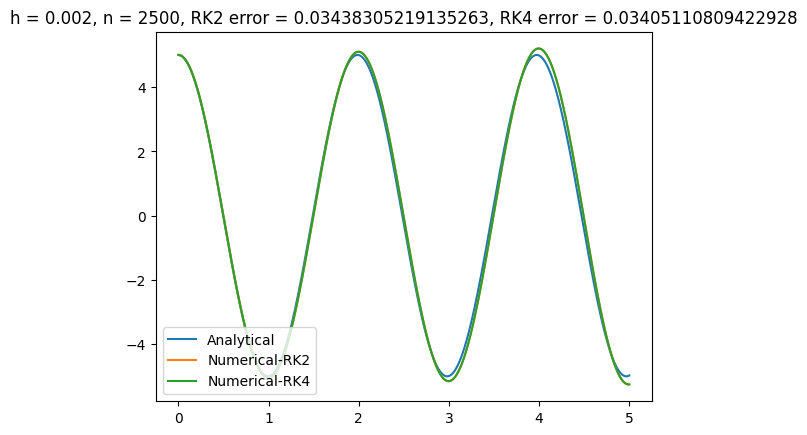 h = 0.002, n = 2500, RK2 error = 0.03438305219135263, RK4 error = 0.03405110809422928
4
2
0
−2
−4
Analytical
Numerical-RK2
Numerical-RK4
0 1 2 3 4 5